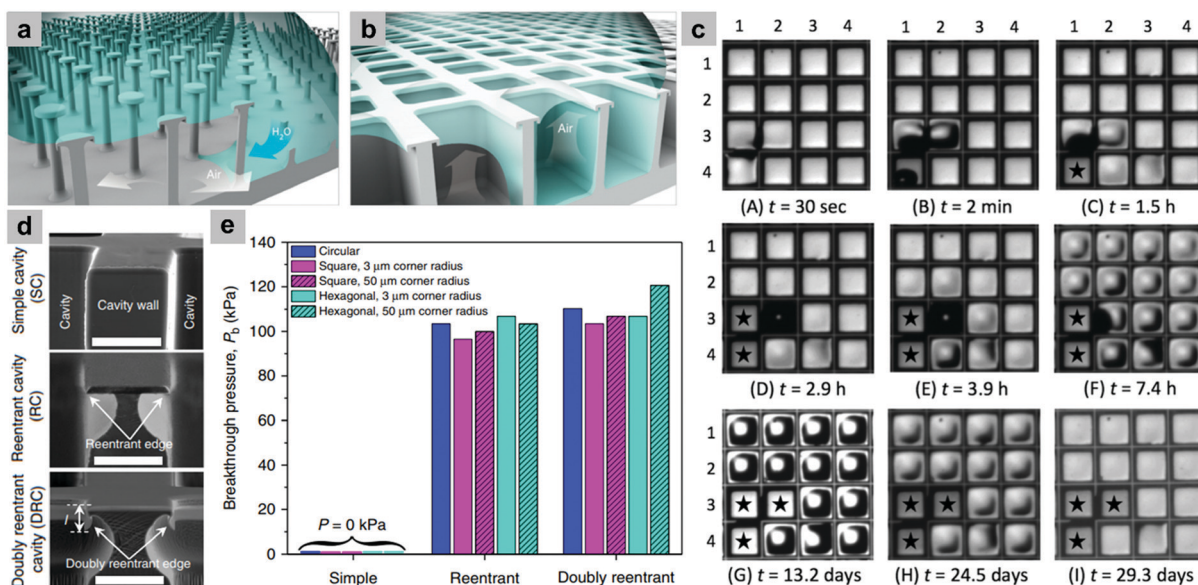 a
H₂O
Air
b
Air
c
1 2 3 4
1
2
3
4
(A) t = 30 sec
1 2 3 4
(B) t = 2 min
1 2 3 4
(C) t = 1.5 h
1
2
3 ★
4 ★
(D) t = 2.9 h
★
★
(E) t = 3.9 h
★
★
(F) t = 7.4 h
1
2
3 ★ ★
4 ★
(G) t = 13.2 days
★ ★
★
(H) t = 24.5 days
★ ★
★
(I) t = 29.3 days
d
Simple cavity
(SC)
Cavity
Cavity wall
Cavity
Reentrant cavity
(RC)
Reentrant edge
Doubly reentrant
cavity (DRC)
l
Doubly reentrant edge
e
Breakthrough pressure, Pb (kPa)
140
120
100
80
60
40
20
0
Circular
Square, 3 μm corner radius
Square, 50 μm corner radius
Hexagonal, 3 μm corner radius
Hexagonal, 50 μm corner radius
P = 0 kPa
Simple
Reentrant
Doubly reentrant